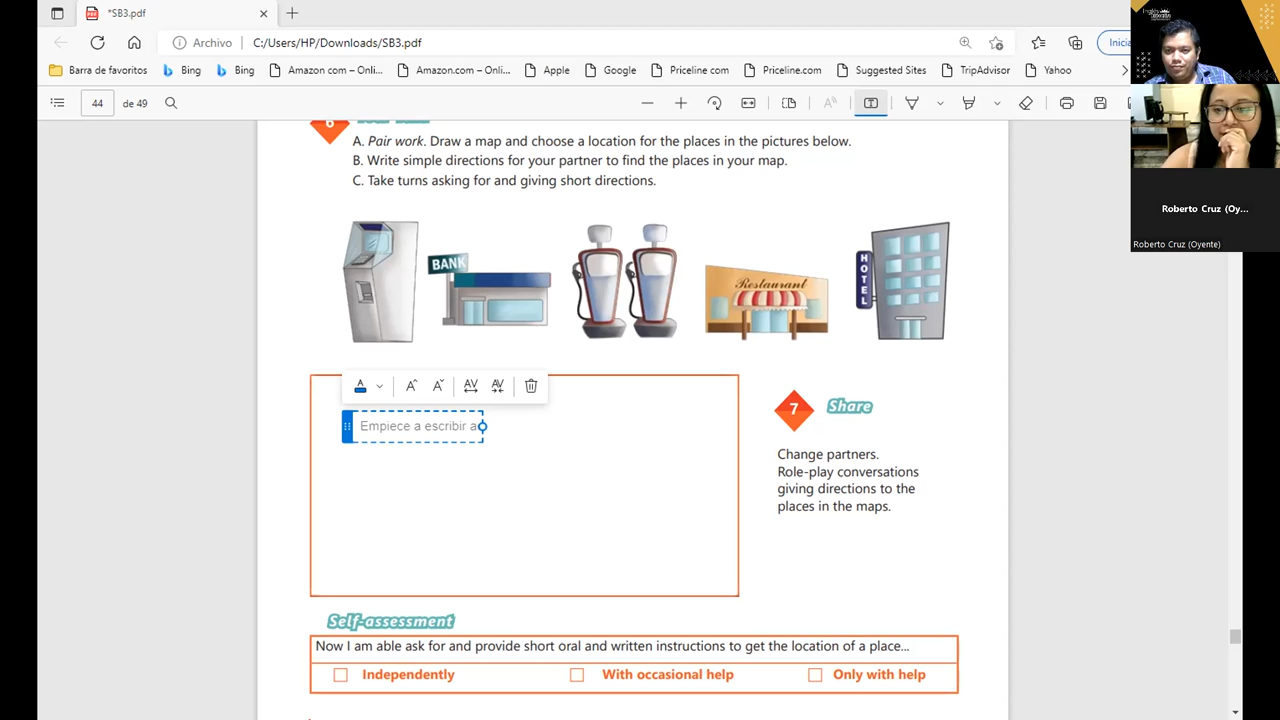 *SB3.pdf
Archivo
C:/Users/HP/Downloads/SB3.pdf
Inicia
Barra de favoritos
Bing
Bing
Amazon com – Onli...
Amazon.com – Onli...
Apple
Google
Priceline.com
Priceline.com
Suggested Sites
TripAdvisor
Yahoo
44 de 49
6
A. Pair work. Draw a map and choose a location for the places in the pictures below.
B. Write simple directions for your partner to find the places in your map.
C. Take turns asking for and giving short directions.
BANK
Restaurant
HOTEL
Empiece a escribir a
7 Share
Change partners.
Role-play conversations
giving directions to the
places in the maps.
Self-assessment
Now I am able ask for and provide short oral and written instructions to get the location of a place...
Independently
With occasional help
Only with help
Roberto Cruz (Oy...
Roberto Cruz (Oyente)